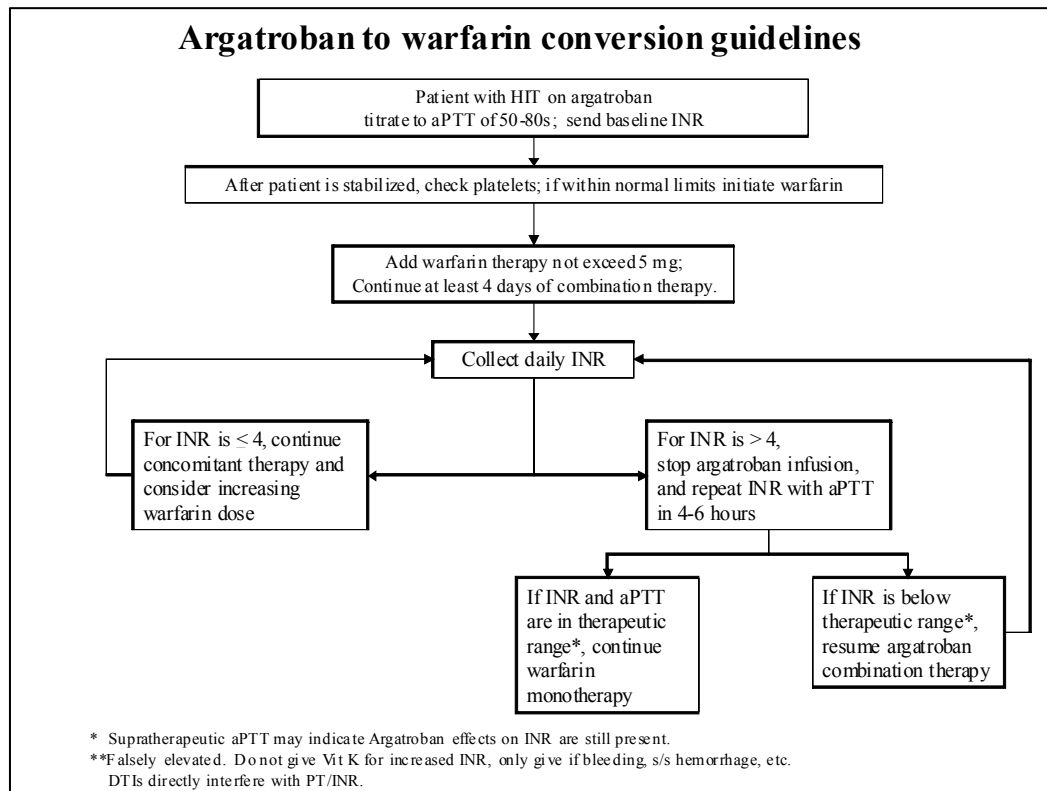 Argatroban to warfarin conversion guidelines
Patient with HIT on argatroban
titrate to aPTT of 50-80s; send baseline INR
After patient is stabilized, check platelets; if within normal limits initiate warfarin
Add warfarin therapy not exceed 5 mg;
Continue at least 4 days of combination therapy.
Collect daily INR
For INR is ≤ 4, continue
concomitant therapy and
consider increasing
warfarin dose
For INR is > 4,
stop argatroban infusion,
and repeat INR with aPTT
in 4-6 hours
If INR and aPTT
are in therapeutic
range*, continue
warfarin
monotherapy
If INR is below
therapeutic range*,
resume argatroban
combination therapy
* Supratherapeutic aPTT may indicate Argatroban effects on INR are still present.
**Falsely elevated. Do not give Vit K for increased INR, only give if bleeding, s/s hemorrhage, etc.
DTIs directly interfere with PT/INR.